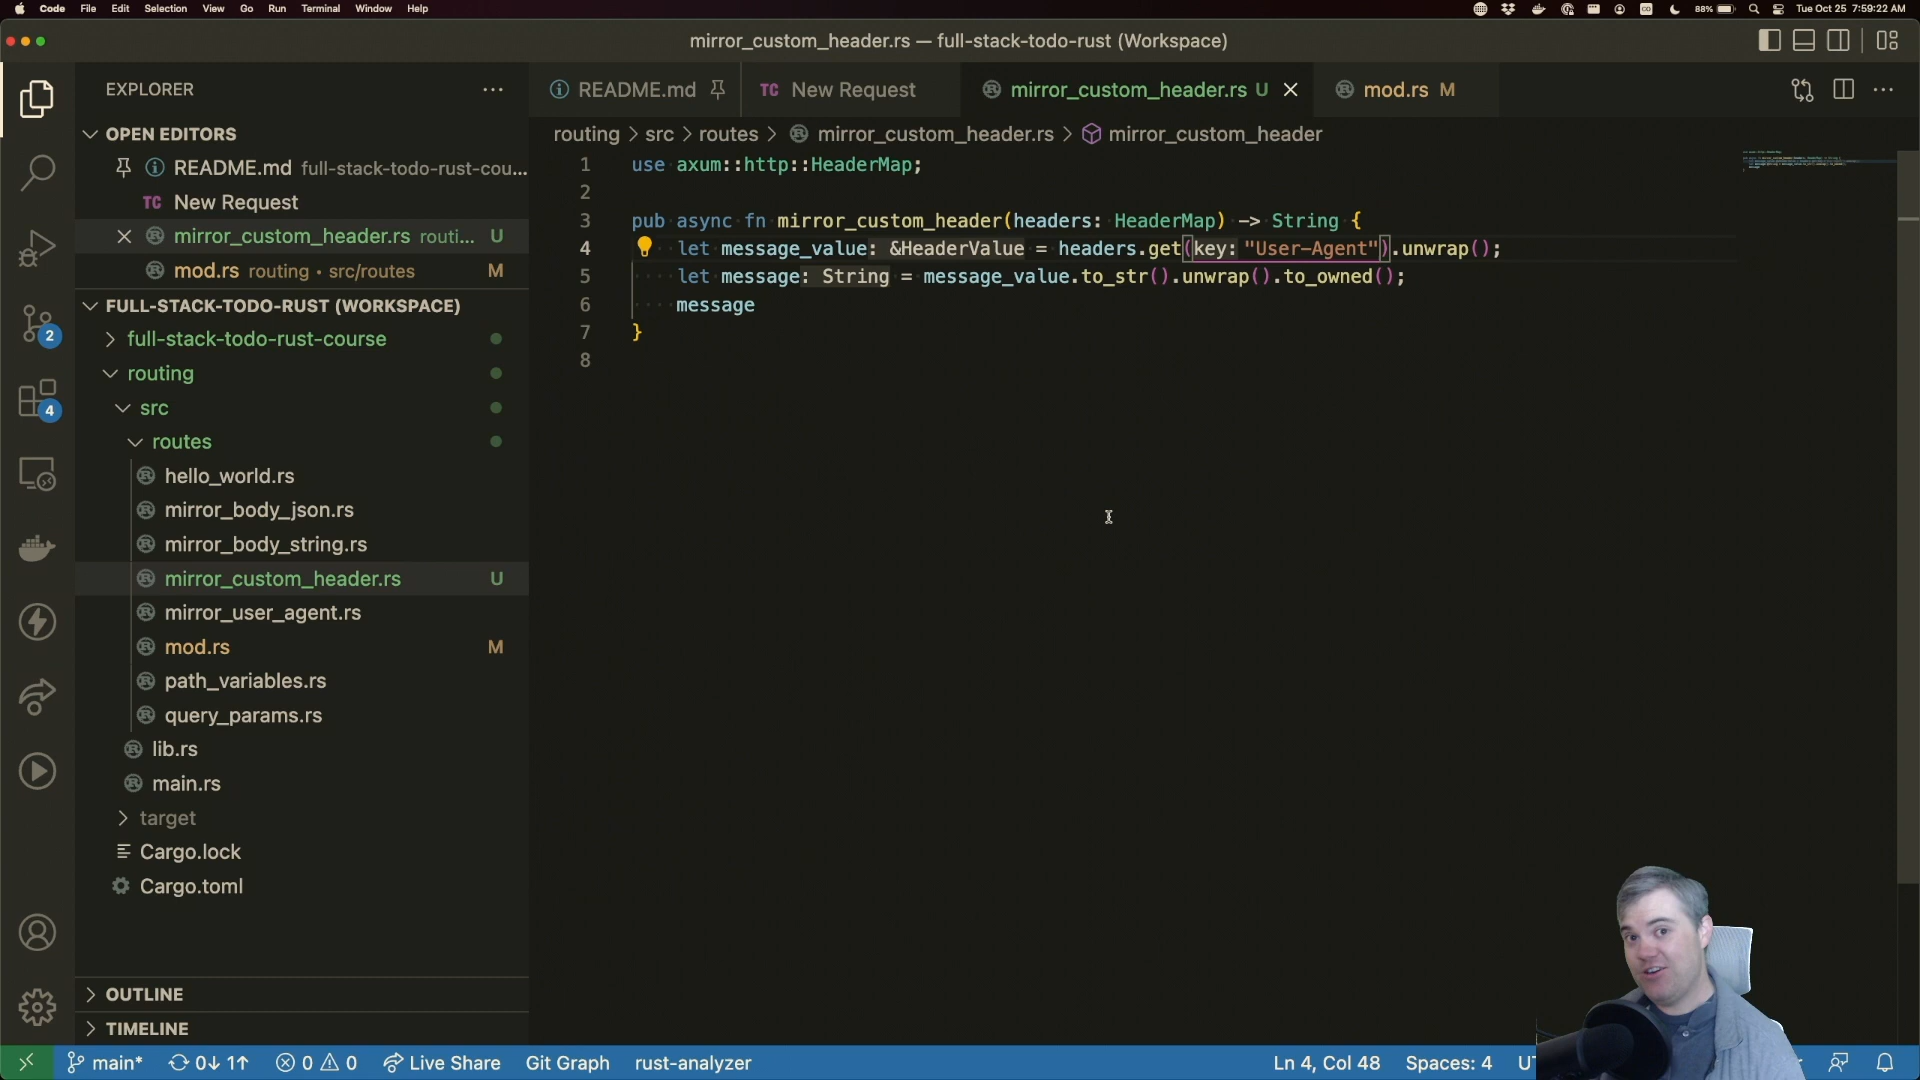 Code File Edit Selection View Go Run Terminal Window Help
88% Tue Oct 25 7:59:22 AM
mirror_custom_header.rs — full-stack-todo-rust (Workspace)
EXPLORER
README.md
TC New Request
mirror_custom_header.rs U
mod.rs M
OPEN EDITORS
README.md full-stack-todo-rust-cou...
TC New Request
mirror_custom_header.rs routi... U
mod.rs routing • src/routes M
FULL-STACK-TODO-RUST (WORKSPACE)
full-stack-todo-rust-course
routing
src
routes
hello_world.rs
mirror_body_json.rs
mirror_body_string.rs
mirror_custom_header.rs U
mirror_user_agent.rs
mod.rs M
path_variables.rs
query_params.rs
lib.rs
main.rs
target
Cargo.lock
Cargo.toml
OUTLINE
TIMELINE
2
4
routing > src > routes > mirror_custom_header.rs > mirror_custom_header
1 use axum::http::HeaderMap;
2
3 pub async fn mirror_custom_header(headers: HeaderMap) -> String {
4 let message_value: &HeaderValue = headers.get(key: "User-Agent").unwrap();
5 let message: String = message_value.to_str().unwrap().to_owned();
6 message
7 }
8
main* 0↓ 1↑ 0 0 Live Share Git Graph rust-analyzer
Ln 4, Col 48 Spaces: 4